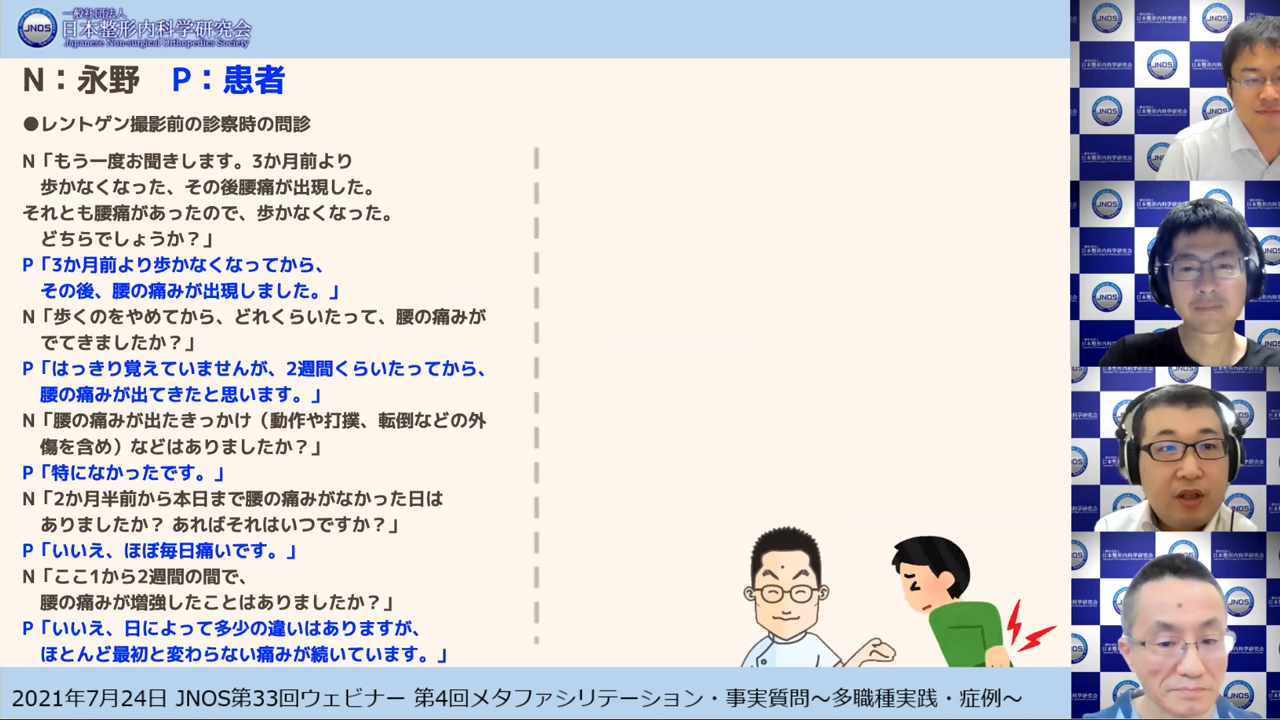 JNOS
一般社団法人
日本整形内科学研究会
Japanese Non-surgical Orthopedics Society
N：永野　P：患者
●レントゲン撮影前の診察時の問診
N「もう一度お聞きします。3か月前より
歩かなくなった、その後腰痛が出現した。
それとも腰痛があったので、歩かなくなった。
どちらでしょうか？」
P「3か月前より歩かなくなってから、
その後、腰の痛みが出現しました。」
N「歩くのをやめてから、どれくらいたって、腰の痛みが
でてきましたか？」
P「はっきり覚えていませんが、2週間くらいたってから、
腰の痛みが出てきたと思います。」
N「腰の痛みが出たきっかけ（動作や打撲、転倒などの外
傷を含め）などはありましたか？」
P「特になかったです。」
N「2か月半前から本日まで腰の痛みがなかった日は
ありましたか？ あればそれはいつですか？」
P「いいえ、ほぼ毎日痛いです。」
N「ここ1から2週間の間で、
腰の痛みが増強したことはありましたか？」
P「いいえ、日によって多少の違いはありますが、
ほとんど最初と変わらない痛みが続いています。」
2021年7月24日 JNOS第33回ウェビナー 第4回メタファシリテーション・事実質問～多職種実践・症例～